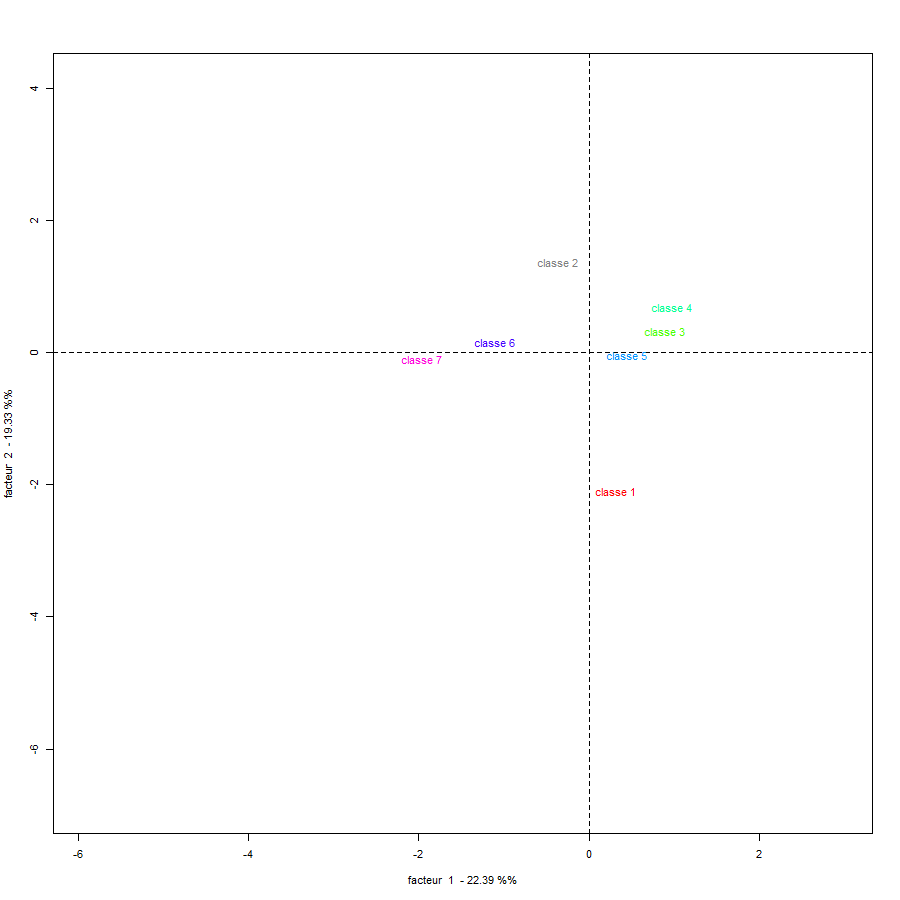 4
2
0
-2
-4
-6
facteur 2 - 19.33 %%
classe 2
classe 4
classe 3
classe 6
classe 5
classe 7
classe 1
-6
-4
-2
0
2
facteur 1 - 22.39 %%